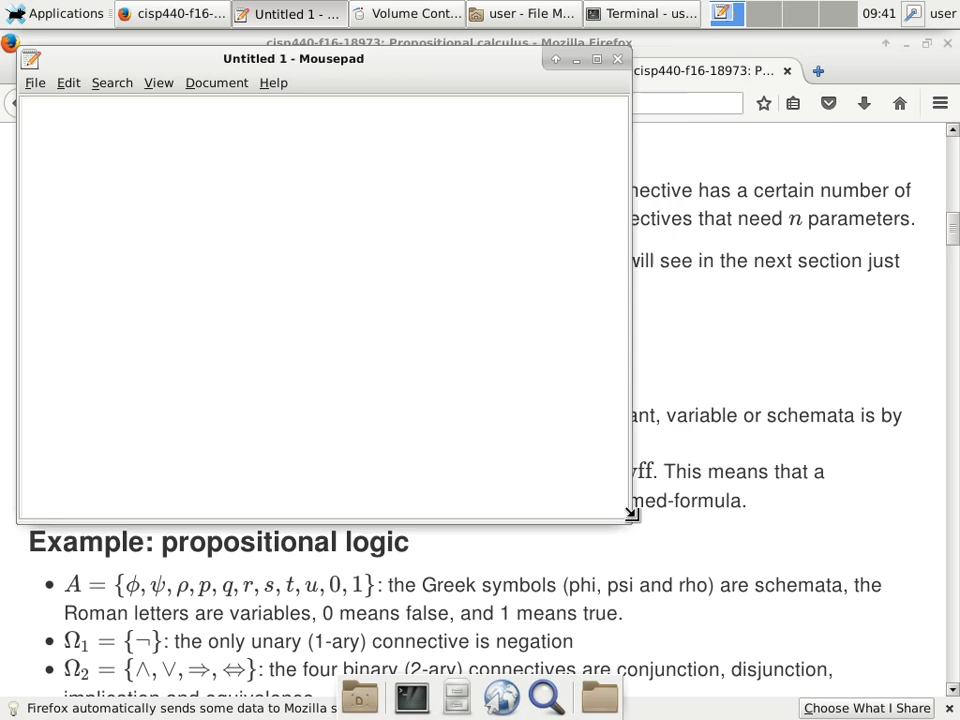 Applications
cisp440-f16-...
Untitled 1 - ...
Volume Cont...
user - File M...
Terminal - us...
09:41
user
cisp440-f16-18973: Propositional calculus - Mozilla Firefox
Untitled 1 - Mousepad
cisp440-f16-18973: P...
File Edit Search View Document Help
nective has a certain number of
ectives that need n parameters.
will see in the next section just
ant, variable or schemata is by
wff. This means that a
med-formula.
Example: propositional logic
• A = {ϕ, ψ, ρ, p, q, r, s, t, u, 0, 1}: the Greek symbols (phi, psi and rho) are schemata, the
Roman letters are variables, 0 means false, and 1 means true.
• Ω₁ = {¬}: the only unary (1-ary) connective is negation
• Ω₂ = {∧, ∨, ⇒, ⇔}: the four binary (2-ary) connectives are conjunction, disjunction,
implication and equivalence
Firefox automatically sends some data to Mozilla s
Choose What I Share